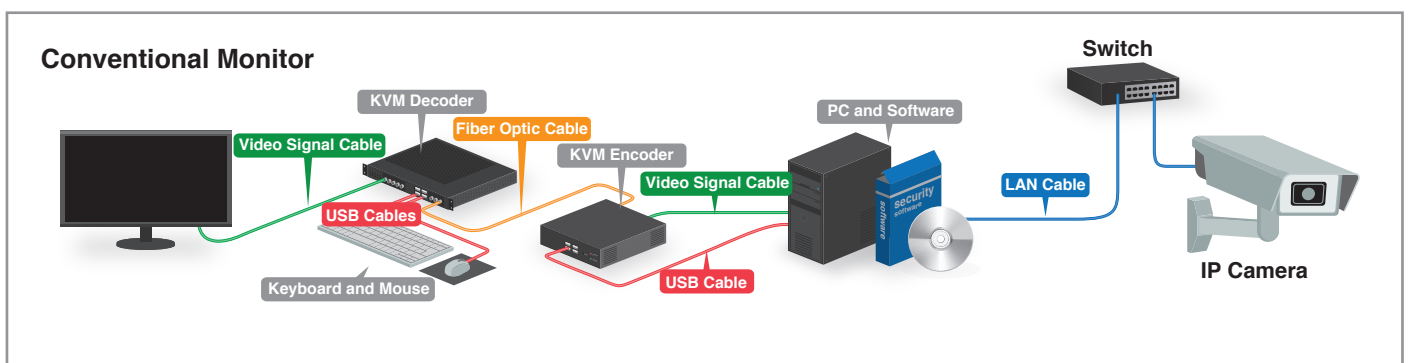 Conventional Monitor
Switch
KVM Decoder
PC and Software
Video Signal Cable
Fiber Optic Cable
KVM Encoder
Video Signal Cable
LAN Cable
security
software
software
USB Cables
Keyboard and Mouse
USB Cable
IP Camera